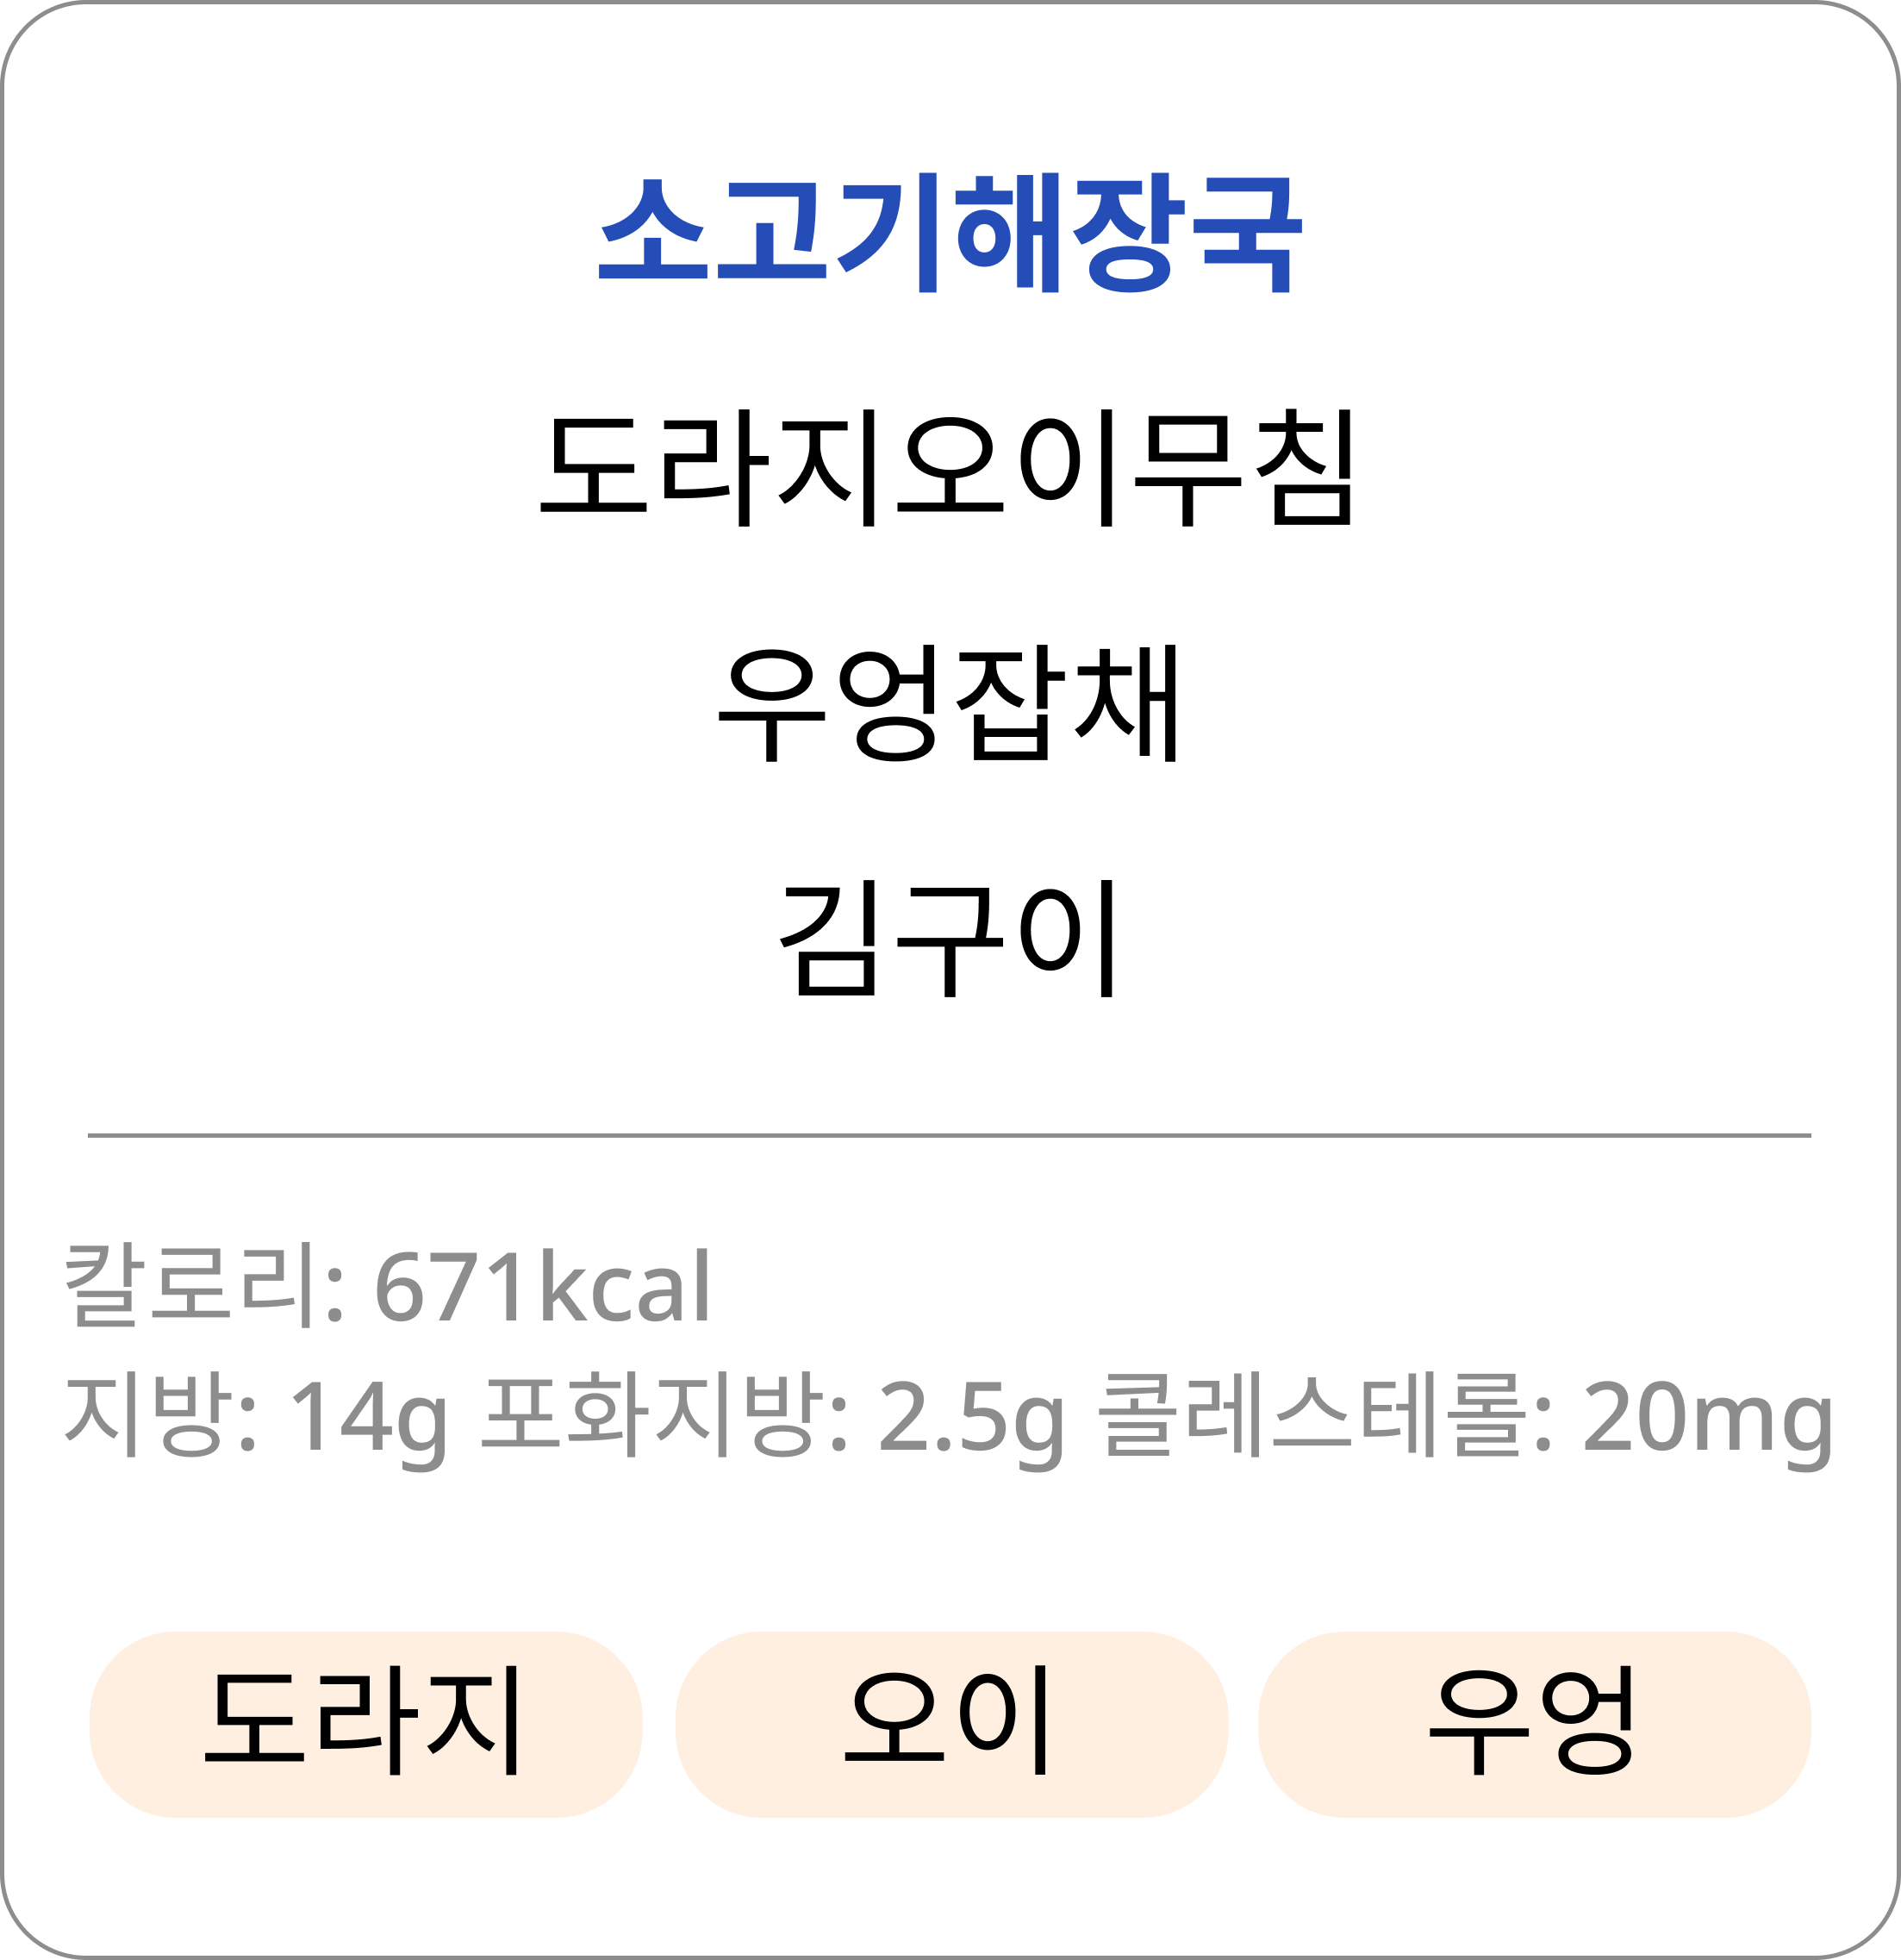 소고기해장국
도라지오이무침
우엉잡채
김구이
칼로리: 671kcal
지방: 14g 포화지방: 2.5g 콜레스테롤: 20mg
도라지 오이 우엉